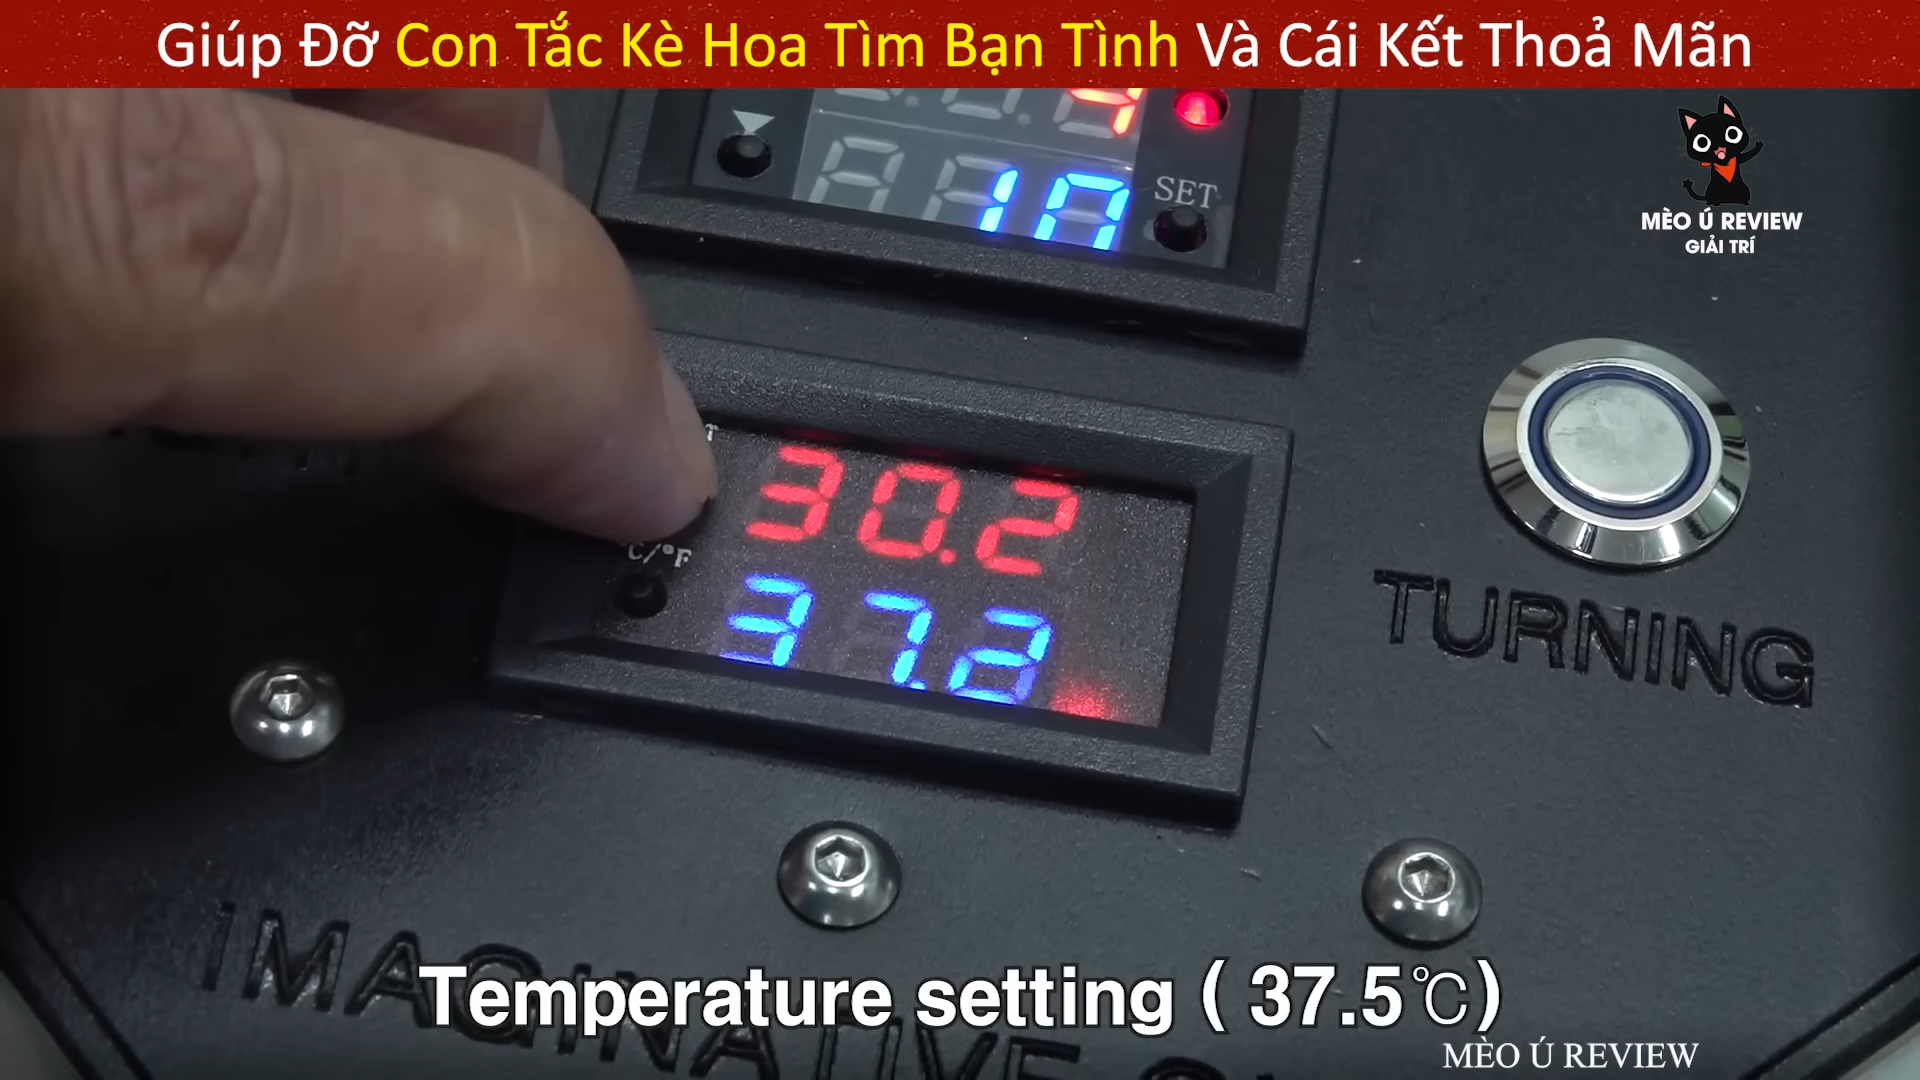 Giúp Đỡ Con Tắc Kè Hoa Tìm Bạn Tình Và Cái Kết Thoả Mãn
MÈO Ú REVIEW
GIẢI TRÍ
SET
30.2
°C/°F
37.2
TURNING
IMAGINATIVE
Temperature setting ( 37.5℃)
MÈO Ú REVIEW